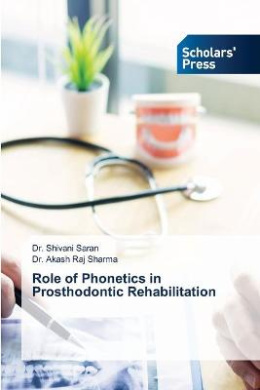 Scholars'
Press
Dr. Shivani Saran
Dr. Akash Raj Sharma
Role of Phonetics in
Prosthodontic Rehabilitation